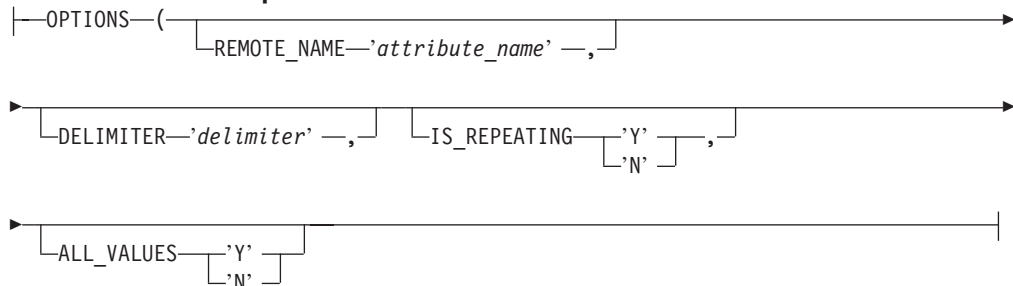 OPTIONS (
REMOTE_NAME ’attribute_name’ ,
DELIMITER ’delimiter’ , IS_REPEATING ’Y’ ,
’N’
ALL_VALUES ’Y’
’N’